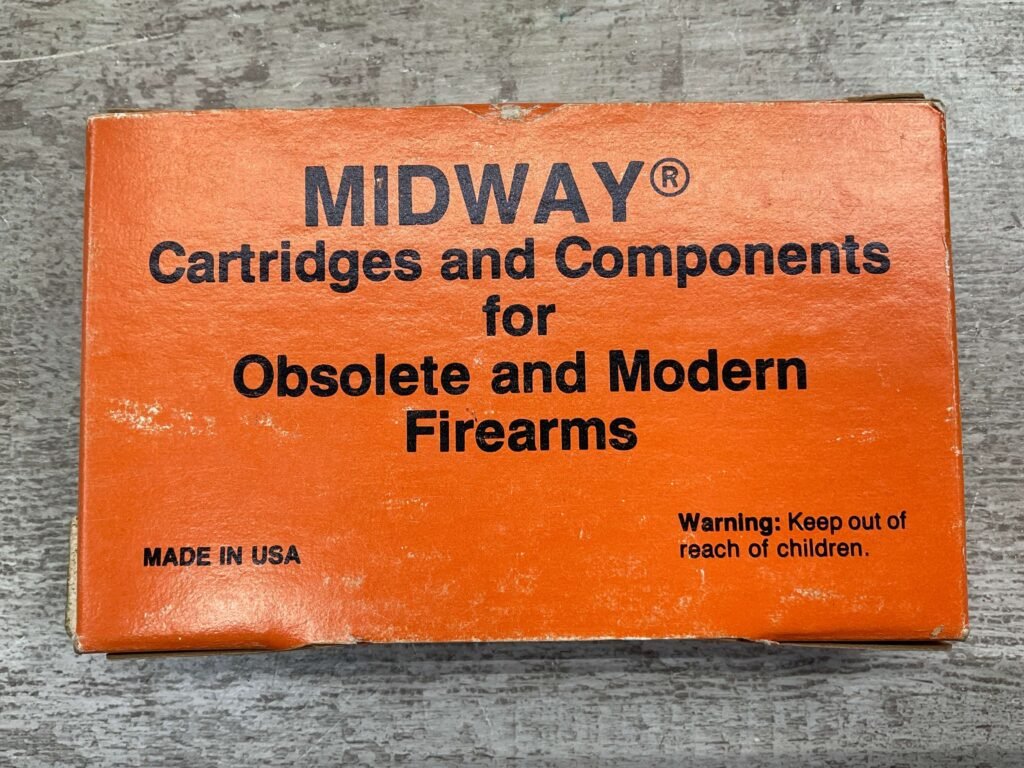 MIDWAY®
Cartridges and Components
for
Obsolete and Modern
Firearms
Warning: Keep out of
reach of children.
MADE IN USA